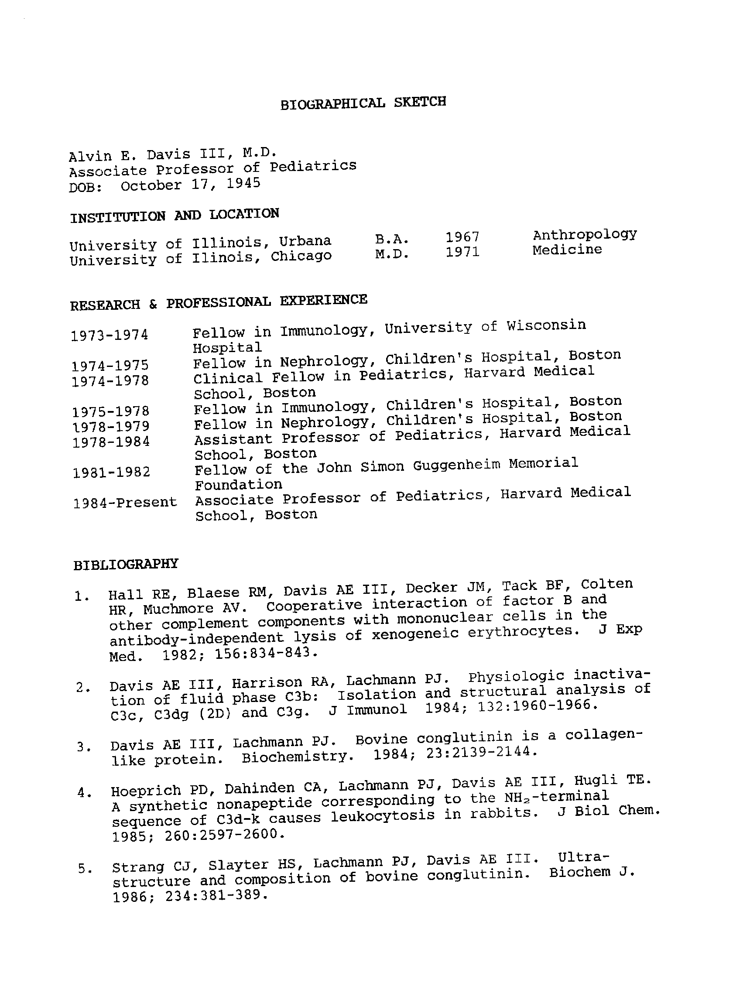 BIOGRAPHICAL SKETCH
Alvin E. Davis III, M.D.
Associate Professor of Pediatrics
DOB: October 17, 1945
INSTITUTION AND LOCATION
University of Illinois, Urbana B.A. 1967 Anthropology
University of Ilinois, Chicago M.D. 1971 Medicine
RESEARCH & PROFESSIONAL EXPERIENCE
1973-1974 Fellow in Immunology, University of Wisconsin
Hospital
1974-1975 Fellow in Nephrology, Children's Hospital, Boston
1974-1978 Clinical Fellow in Pediatrics, Harvard Medical
School, Boston
1975-1978 Fellow in Immunology, Children's Hospital, Boston
1978-1979 Fellow in Nephrology, Children's Hospital, Boston
1978-1984 Assistant Professor of Pediatrics, Harvard Medical
School, Boston
1981-1982 Fellow of the John Simon Guggenheim Memorial
Foundation
1984-Present Associate Professor of Pediatrics, Harvard Medical
School, Boston
BIBLIOGRAPHY
1. Hall RE, Blaese RM, Davis AE III, Decker JM, Tack BF, Colten
HR, Muchmore AV. Cooperative interaction of factor B and
other complement components with mononuclear cells in the
antibody-independent lysis of xenogeneic erythrocytes. J Exp
Med. 1982; 156:834-843.
2. Davis AE III, Harrison RA, Lachmann PJ. Physiologic inactiva-
tion of fluid phase C3b: Isolation and structural analysis of
C3c, C3dg (2D) and C3g. J Immunol 1984; 132:1960-1966.
3. Davis AE III, Lachmann PJ. Bovine conglutinin is a collagen-
like protein. Biochemistry. 1984; 23:2139-2144.
4. Hoeprich PD, Dahinden CA, Lachmann PJ, Davis AE III, Hugli TE.
A synthetic nonapeptide corresponding to the NH₂-terminal
sequence of C3d-k causes leukocytosis in rabbits. J Biol Chem.
1985; 260:2597-2600.
5. Strang CJ, Slayter HS, Lachmann PJ, Davis AE III. Ultra-
structure and composition of bovine conglutinin. Biochem J.
1986; 234:381-389.